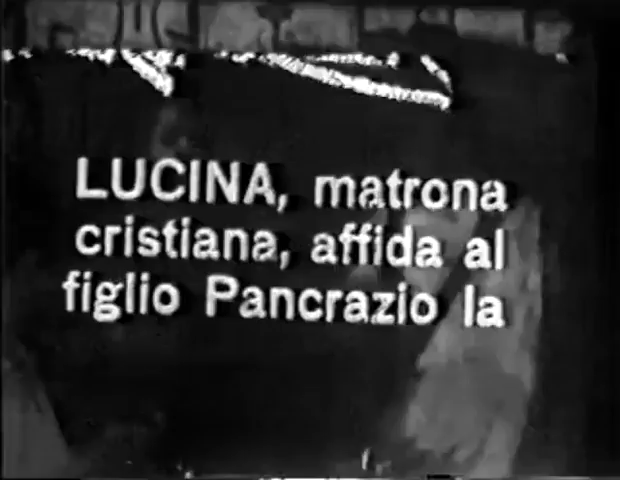 LUCINA, matrona
cristiana, affida al
figlio Pancrazio la